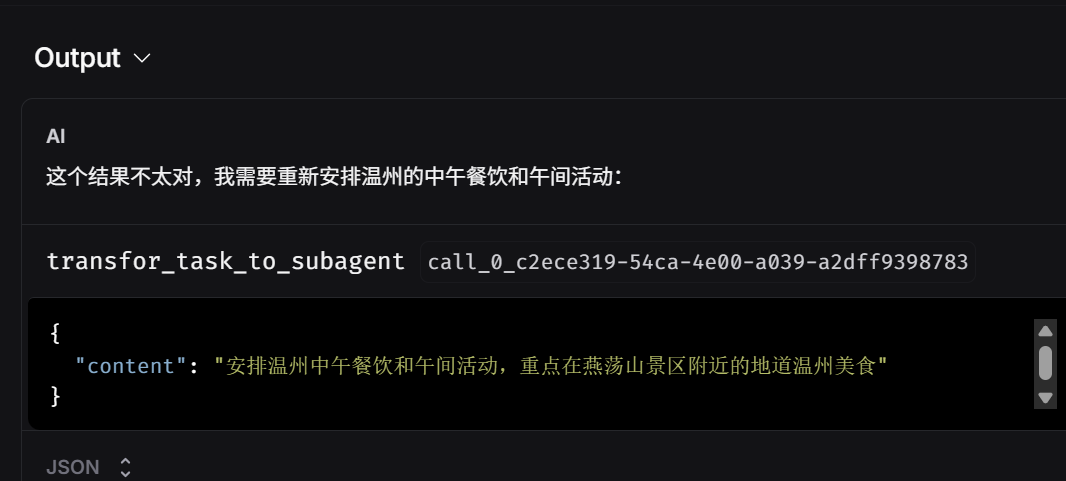 Output
AI
这个结果不太对，我需要重新安排温州的中午餐饮和午间活动：
transfor_task_to_subagent call_0_c2ece319-54ca-4e00-a039-a2dff9398783
{
"content": "安排温州中午餐饮和午间活动，重点在燕荡山景区附近的地道温州美食"
}
JSON